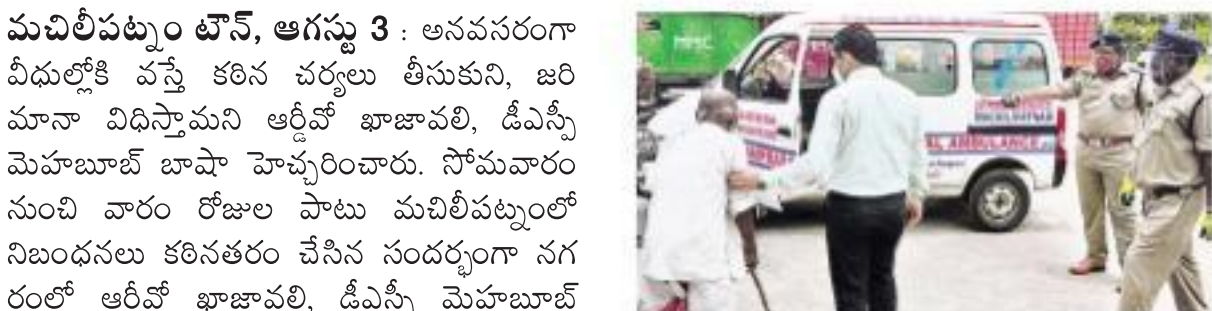 మచిలీపట్నం టౌన్, ఆగస్టు 3 : అనవసరంగా
వీధుల్లోకి వస్తే కఠిన చర్యలు తీసుకుని, జరి
మానా విధిస్తామని ఆర్డీవో ఖాజావలి, డీఎస్పీ
మెహబూబ్ బాషా హెచ్చరించారు. సోమవారం
నుంచి వారం రోజుల పాటు మచిలీపట్నంలో
నిబంధనలు కఠినతరం చేసిన సందర్భంగా నగ
రంలో ఆర్డీవో ఖాజావలి, డీఎస్పీ మెహబూబ్
AL AMBULANCE